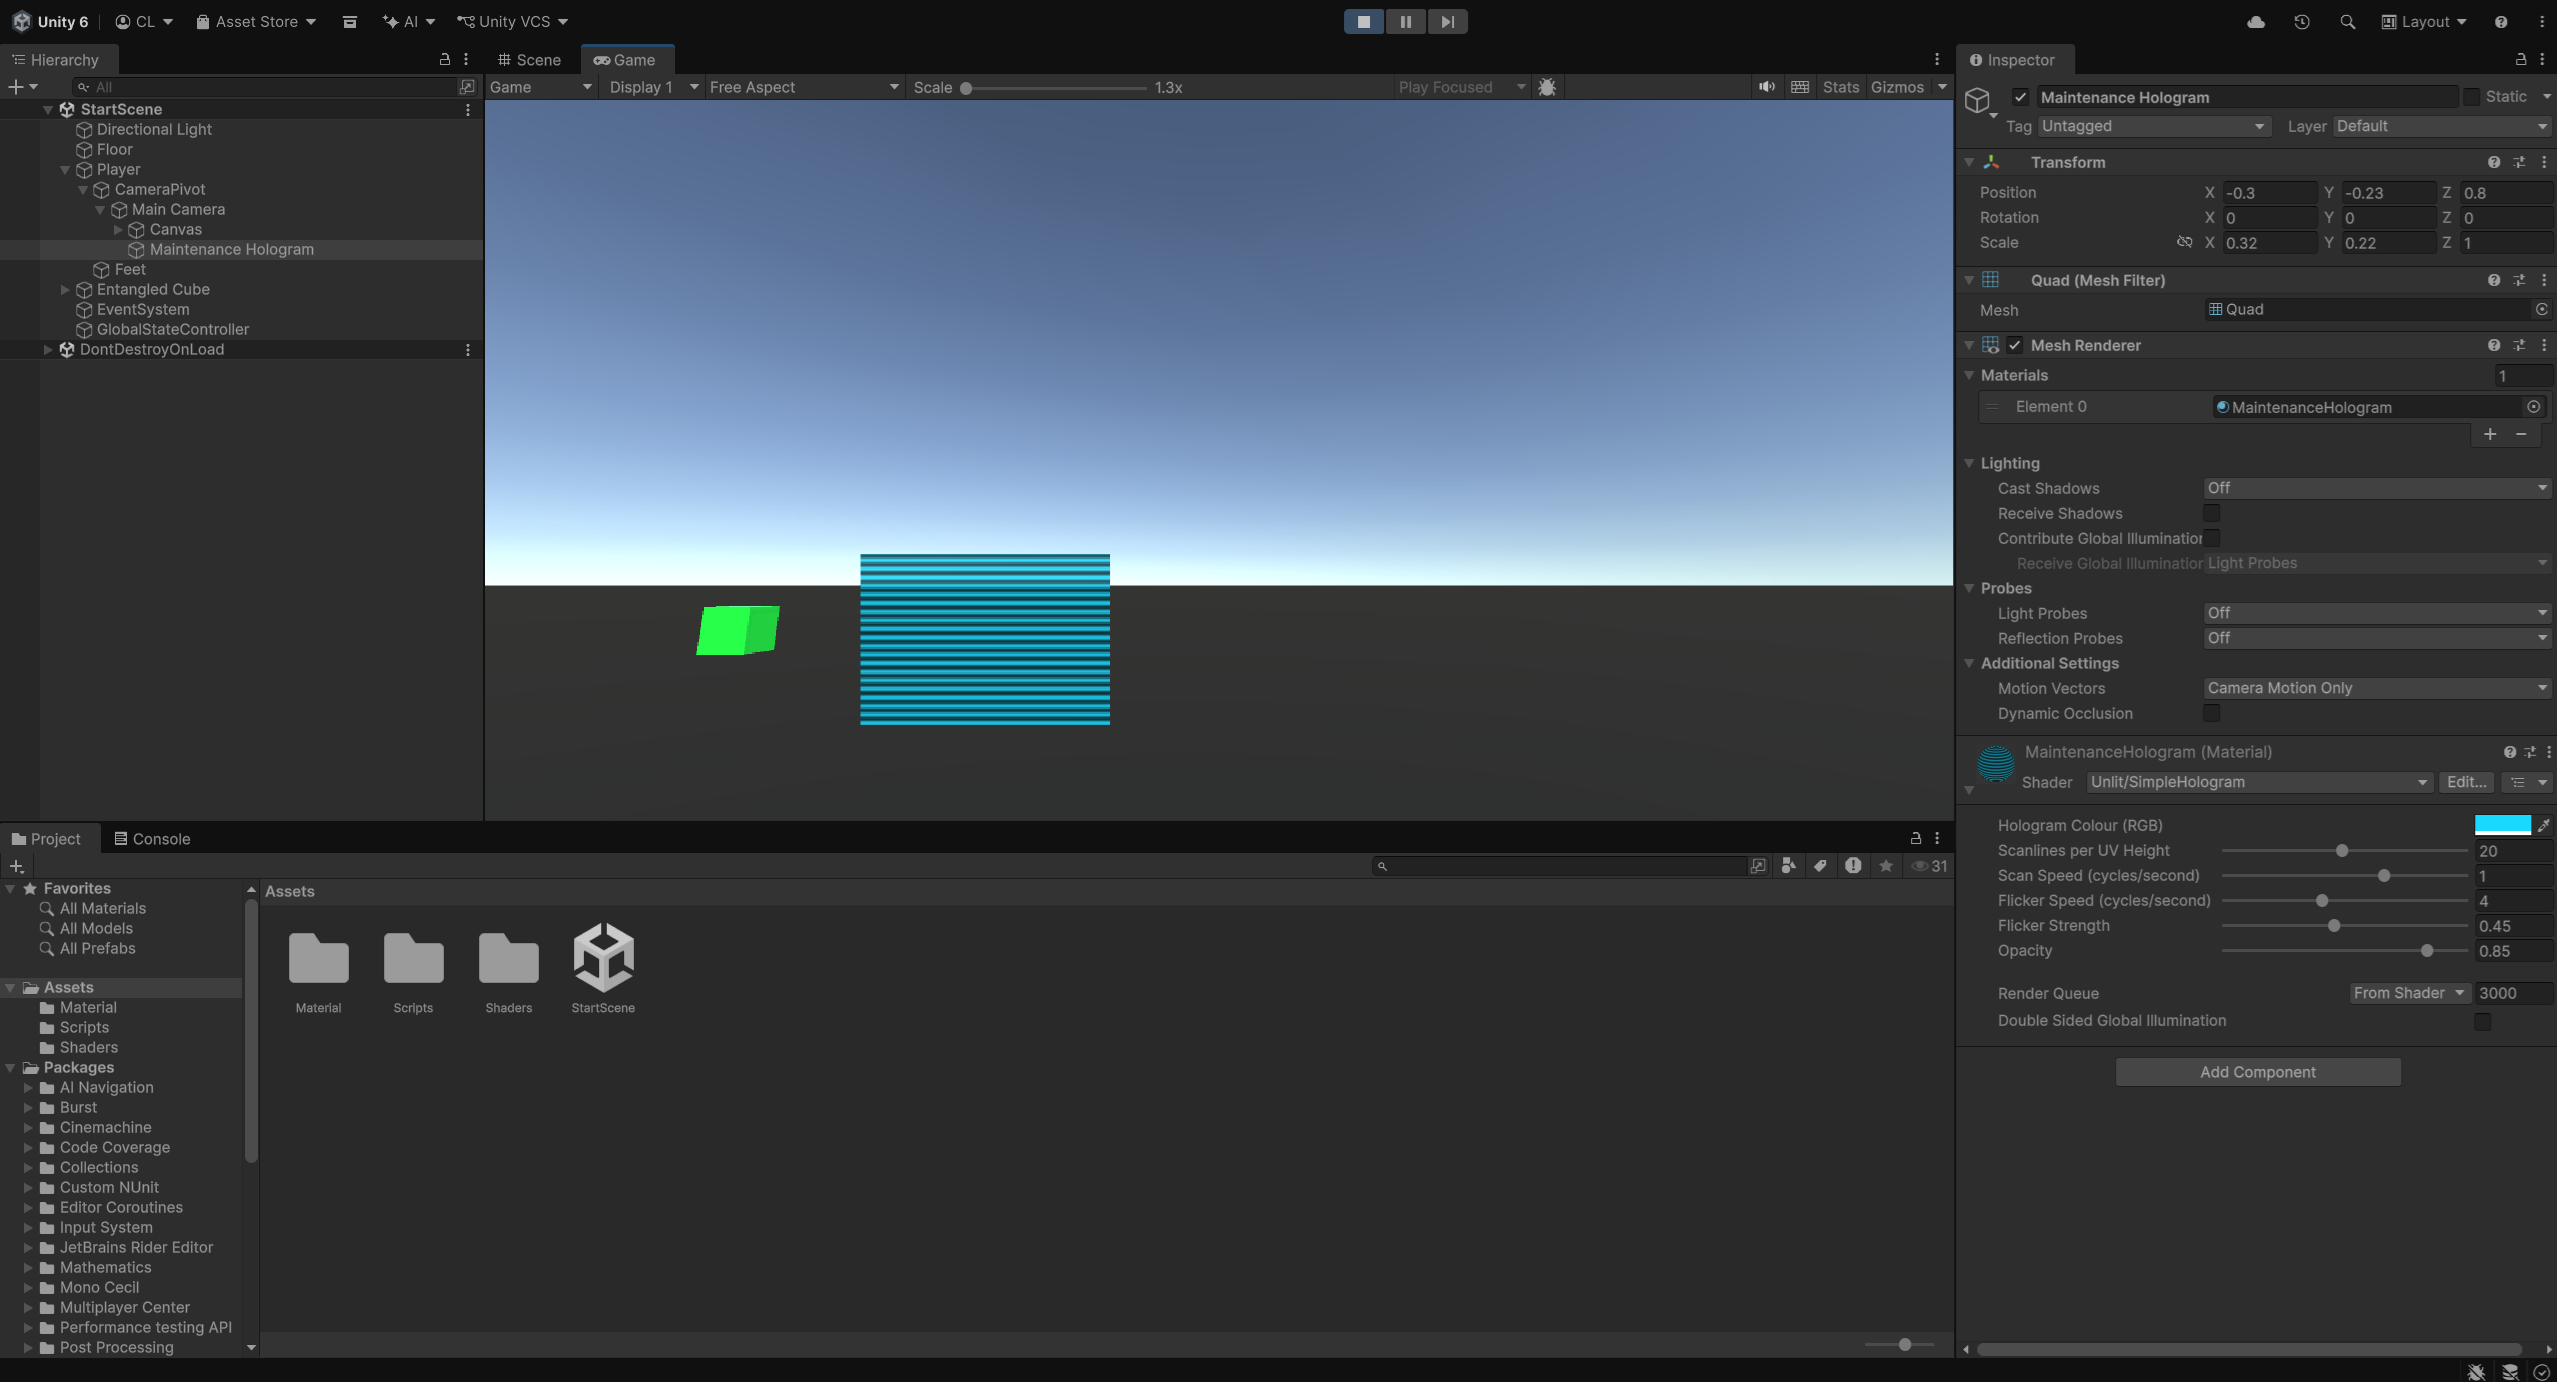 Unity 6 CL Asset Store AI Unity VCS Layout
Hierarchy
All
StartScene
Directional Light
Floor
Player
CameraPivot
Main Camera
Canvas
Maintenance Hologram
Feet
Entangled Cube
EventSystem
GlobalStateController
DontDestroyOnLoad
Scene Game
Game Display 1 Free Aspect Scale 1.3x Play Focused Stats Gizmos
Inspector
Maintenance Hologram Static
Tag Untagged Layer Default
Transform
Position X -0.3 Y -0.23 Z 0.8
Rotation X 0 Y 0 Z 0
Scale X 0.32 Y 0.22 Z 1
Quad (Mesh Filter)
Mesh Quad
Mesh Renderer
Materials 1
Element 0 MaintenanceHologram
Lighting
Cast Shadows Off
Receive Shadows
Contribute Global Illumination
Receive Global Illumination Light Probes
Probes
Light Probes Off
Reflection Probes Off
Additional Settings
Motion Vectors Camera Motion Only
Dynamic Occlusion
MaintenanceHologram (Material)
Shader Unlit/SimpleHologram Edit...
Hologram Colour (RGB)
Scanlines per UV Height 20
Scan Speed (cycles/second) 1
Flicker Speed (cycles/second) 4
Flicker Strength 0.45
Opacity 0.85
Render Queue From Shader 3000
Double Sided Global Illumination
Add Component
Project Console
31
Favorites
All Materials
All Models
All Prefabs
Assets
Material
Scripts
Shaders
Packages
AI Navigation
Burst
Cinemachine
Code Coverage
Collections
Custom NUnit
Editor Coroutines
Input System
JetBrains Rider Editor
Mathematics
Mono Cecil
Multiplayer Center
Performance testing API
Post Processing
Assets
Material Scripts Shaders StartScene